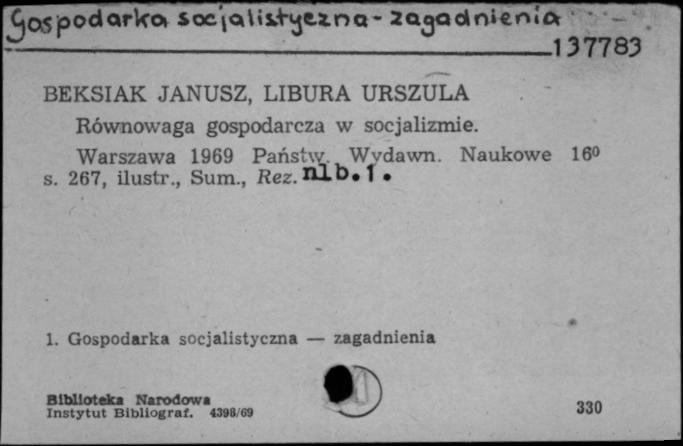 Gospodarka socjalistyczna - zagadnienia
137783
BEKSIAK JANUSZ, LIBURA URSZULA
Równowaga gospodarcza w socjalizmie.
Warszawa 1969 Państw. Wydawn. Naukowe 16⁰
s. 267, ilustr., Sum., Rez. nlb. 1.
1. Gospodarka socjalistyczna — zagadnienia
Biblioteka Narodowa
Instytut Bibliograf. 4398/69
330